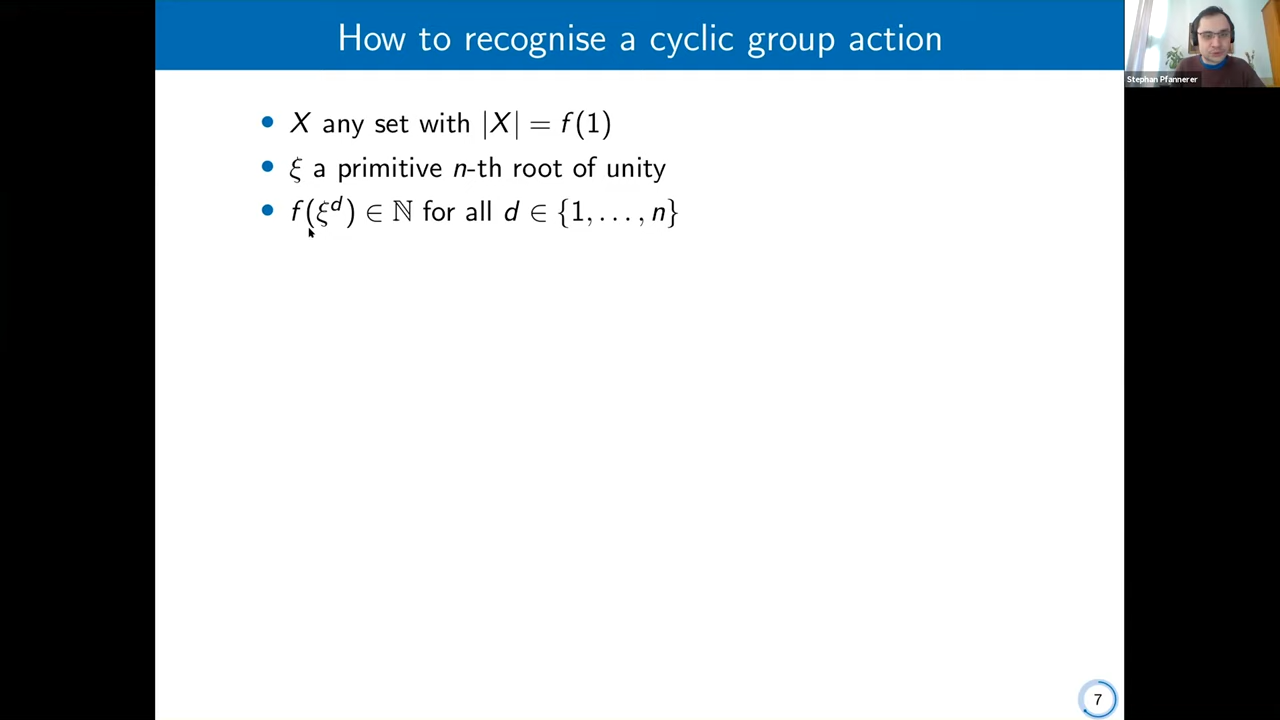 How to recognise a cyclic group action
Stephan Pfannerer
• X any set with |X| = f(1)
• ξ a primitive n-th root of unity
• f(ξ^d) ∈ ℕ for all d ∈ {1, . . . , n}
7